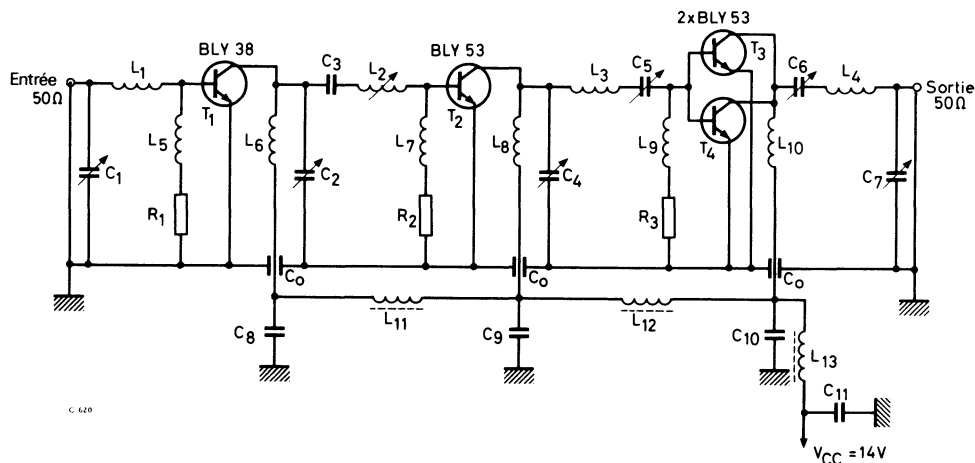 2xBLY 53
BLY 38
BLY 53
Entrée
50Ω
L1
T1
C3
L2
T2
L3
C5
T3
T4
C6
L4
Sortie
50Ω
C1
L5
R1
L6
C2
L7
R2
L8
C4
L9
R3
L10
C7
Co
Co
Co
C8
L11
C9
L12
C10
L13
C11
VCC = 14V
C 620